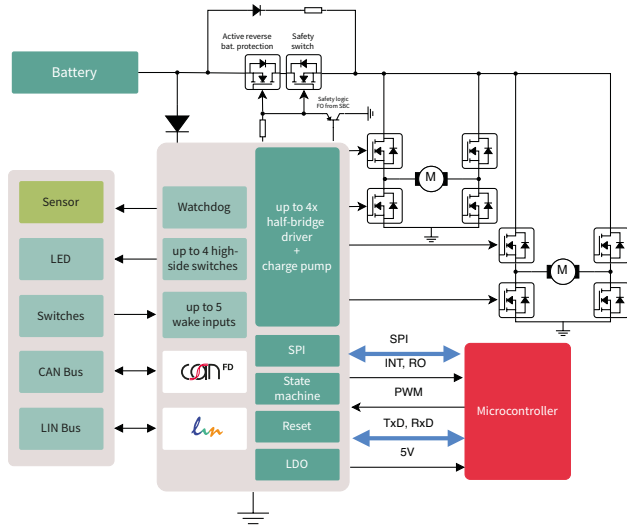 Active reverse
bat. protection
Safety
switch
Battery
Safety logic
FO from SBC
M
M
Sensor
LED
Switches
CAN Bus
LIN Bus
Watchdog
up to 4 high-
side switches
up to 5
wake inputs
CAN FD
lin
up to 4x
half-bridge
driver
+
charge pump
SPI
State
machine
Reset
LDO
SPI
INT, RO
PWM
TxD, RxD
5V
Microcontroller